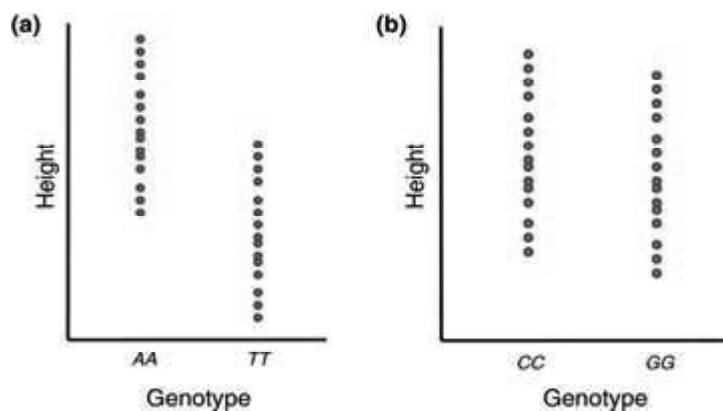 (a)
Height
AA
TT
Genotype
(b)
Height
CC
GG
Genotype